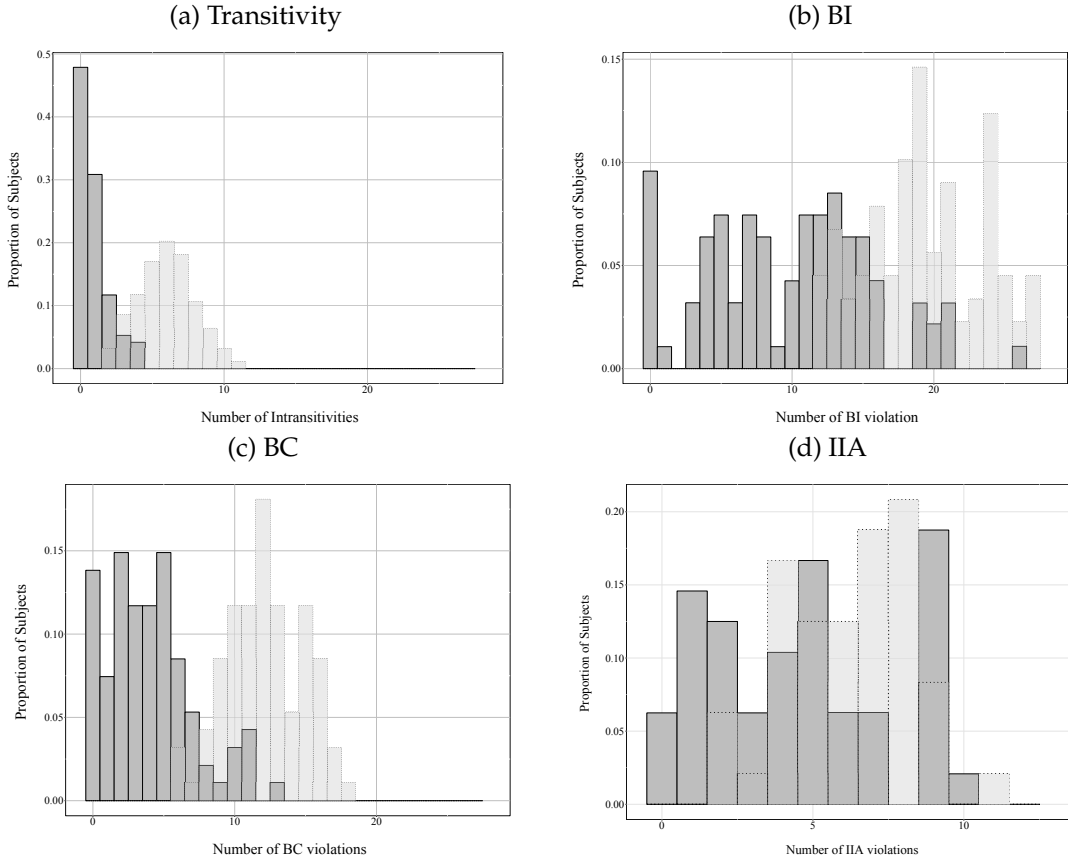 (a) Transitivity
0.5
0.4
0.3
0.2
0.1
0.0
Proportion of Subjects
0 10 20
Number of Intransitivities
(b) BI
0.15
0.10
0.05
0.00
Proportion of Subjects
0 10 20
Number of BI violation
(c) BC
0.15
0.10
0.05
0.00
Proportion of Subjects
0 10 20
Number of BC violations
(d) IIA
0.20
0.15
0.10
0.05
0.00
Proportion of Subjects
0 5 10
Number of IIA violations